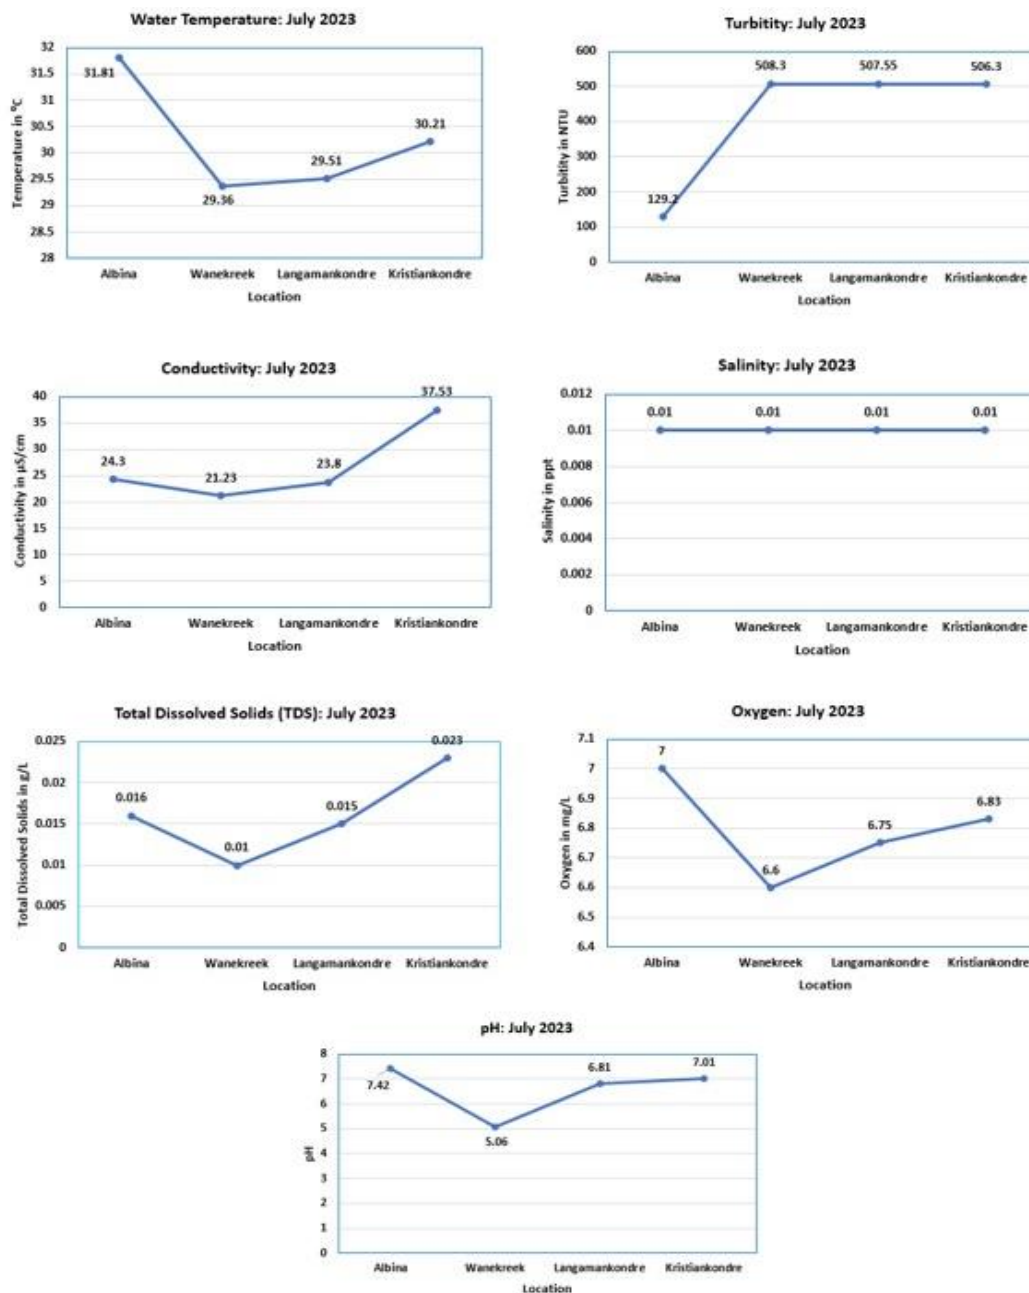 Water Temperature: July 2023
32
31.5
31
30.5
30
29.5
29
28.5
28
Temperature in °C
31.81
29.36
29.51
30.21
Albina Wanekreek Langamankondre Kristiankondre
Location
Turbitity: July 2023
600
500
400
300
200
100
0
Turbitity in NTU
129.2
508.3
507.55
506.3
Albina Wanekreek Langamankondre Kristiankondre
Location
Conductivity: July 2023
40
35
30
25
20
15
10
5
0
Conductivity in µS/cm
24.3
21.23
23.8
37.53
Albina Wanekreek Langamankondre Kristiankondre
Location
Salinity: July 2023
0.012
0.01
0.008
0.006
0.004
0.002
0
Salinity in ppt
0.01
0.01
0.01
0.01
Albina Wanekreek Langamankondre Kristiankondre
Location
Total Dissolved Solids (TDS): July 2023
0.025
0.02
0.015
0.01
0.005
0
Total Dissolved Solids in g/L
0.016
0.01
0.015
0.023
Albina Wanekreek Langamankondre Kristiankondre
Location
Oxygen: July 2023
7.1
7
6.9
6.8
6.7
6.6
6.5
6.4
Oxygen in mg/L
7
6.6
6.75
6.83
Albina Wanekreek Langamankondre Kristiankondre
Location
pH: July 2023
8
7
6
5
4
3
2
1
0
pH
7.42
5.06
6.81
7.01
Albina Wanekreek Langamankondre Kristiankondre
Location